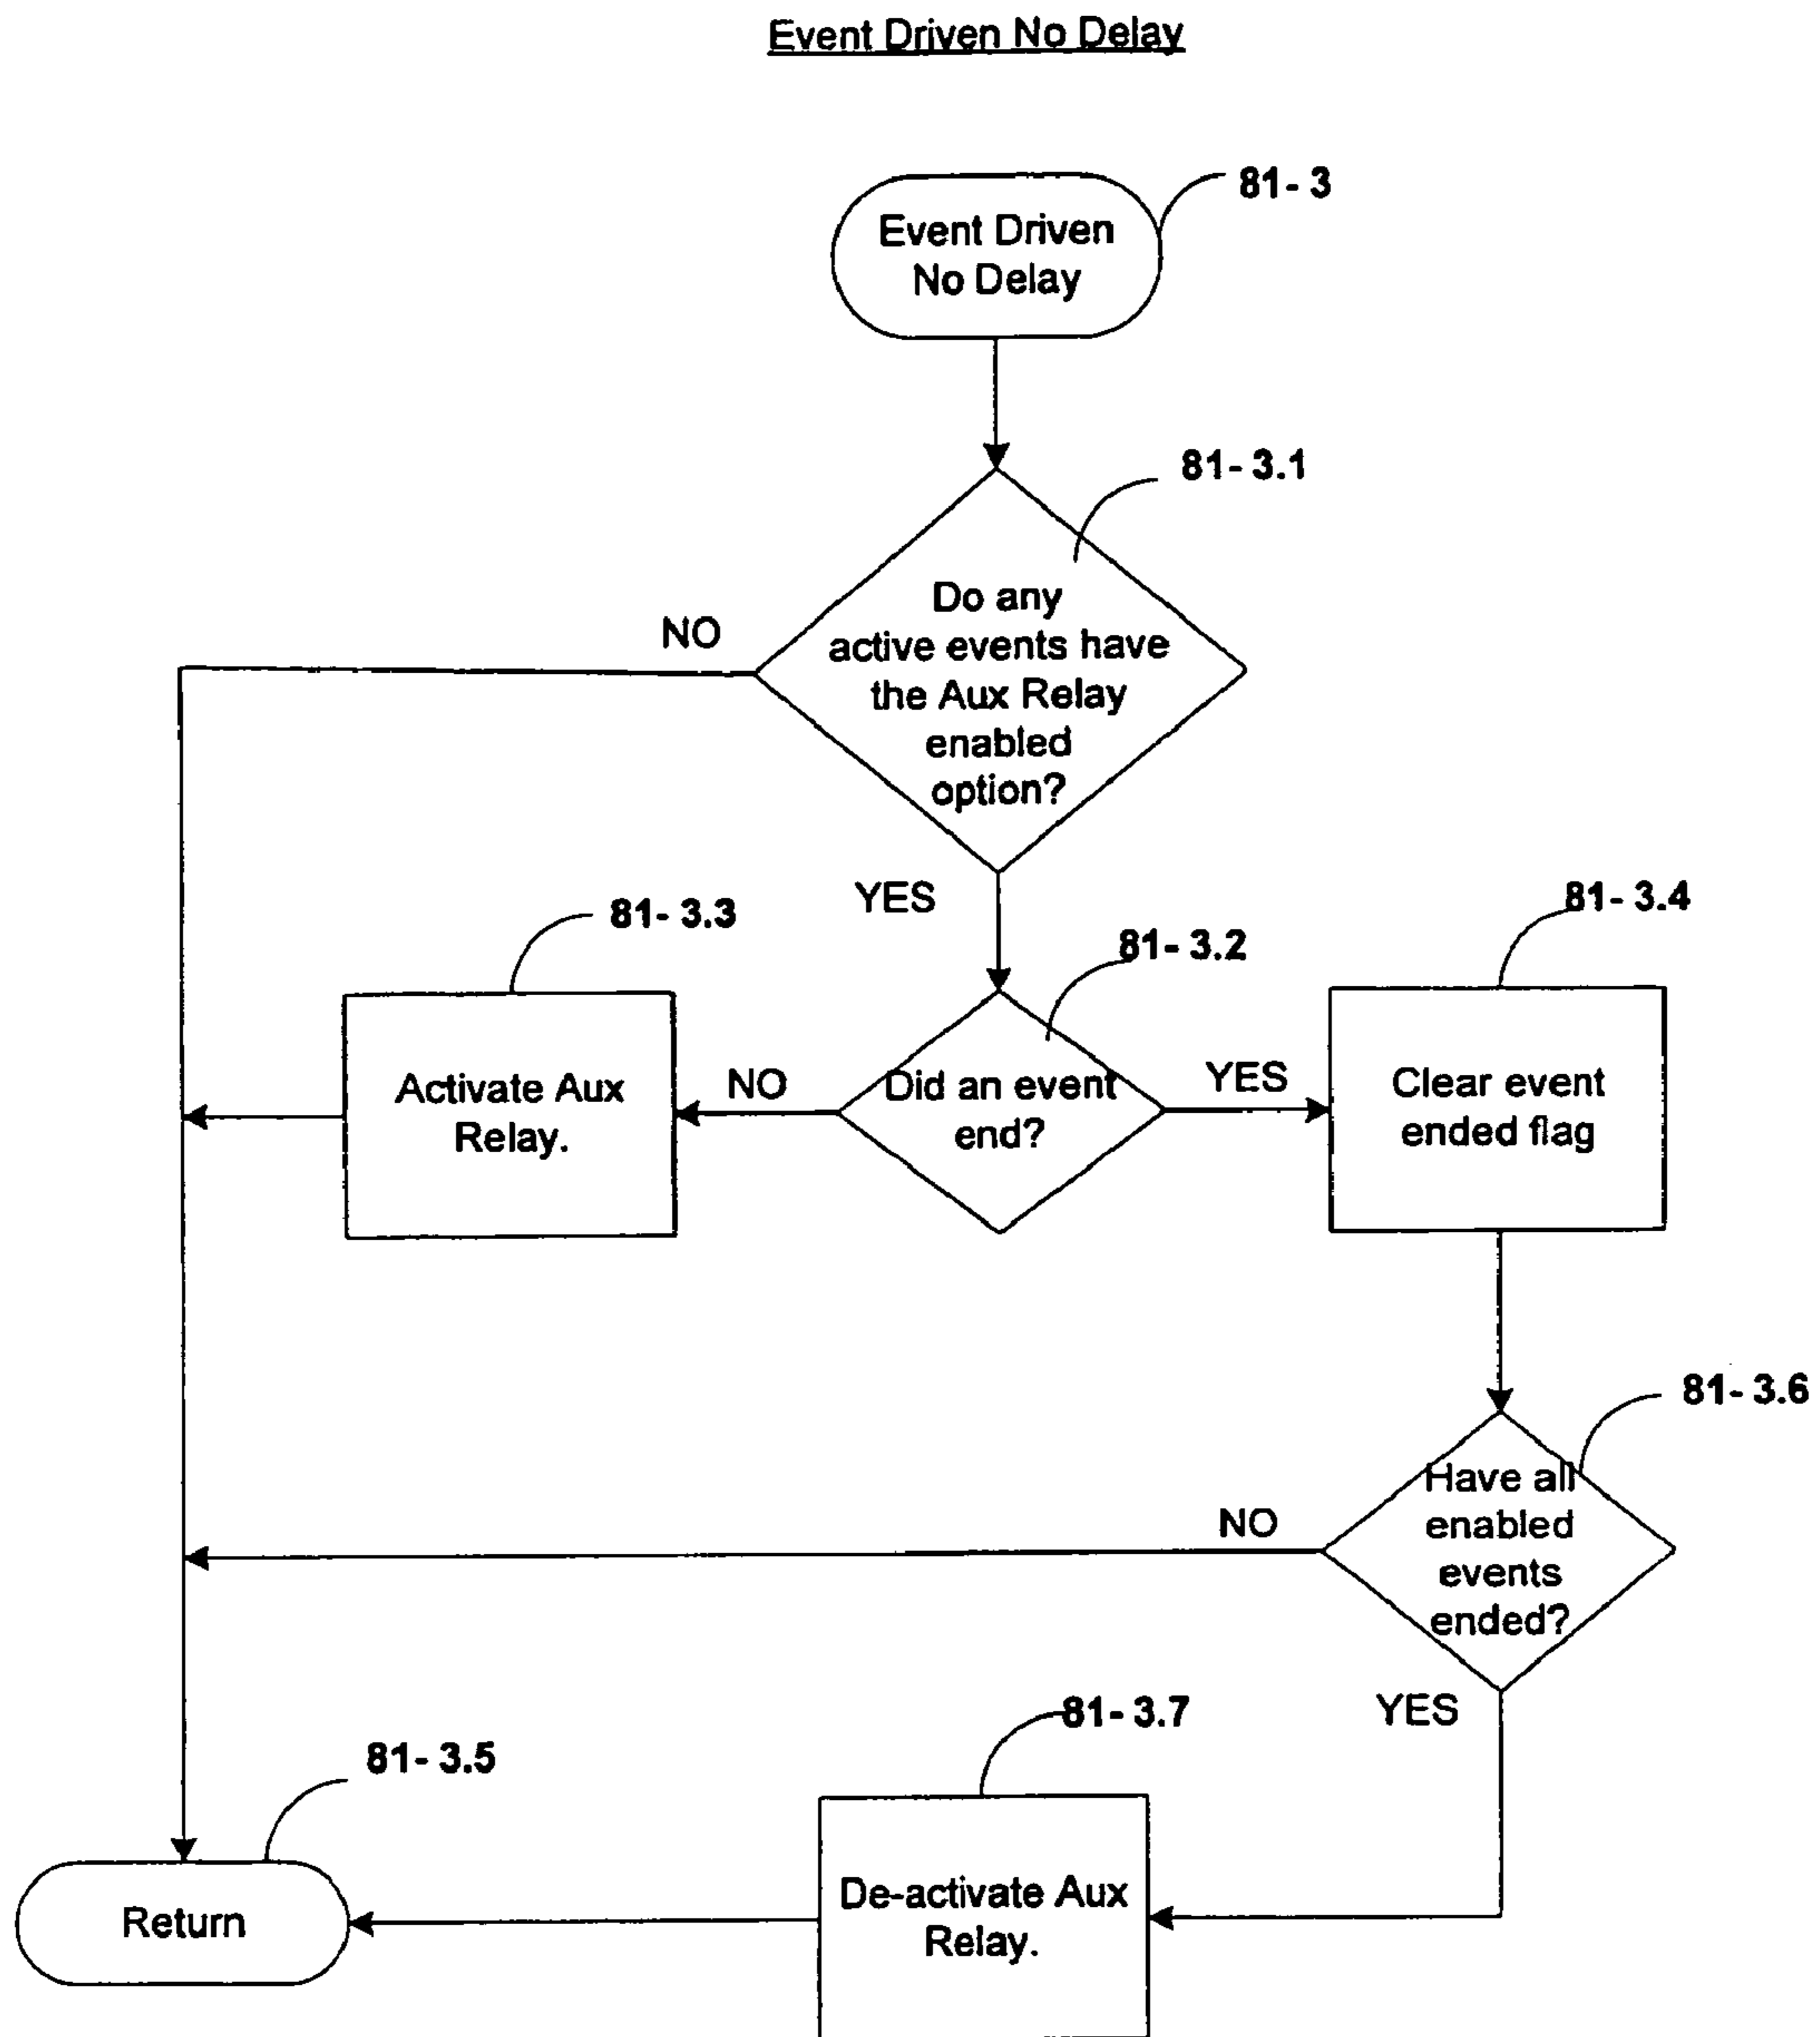 Event Driven No Delay
81-3
Event Driven
No Delay
81-3.1
Do any
active events have
the Aux Relay
enabled
option?
NO
YES
81-3.3
81-3.2
81-3.4
Activate Aux
Relay.
NO
Did an event
end?
YES
Clear event
ended flag
81-3.6
Have all
enabled
events
ended?
NO
YES
81-3.7
81-3.5
De-activate Aux
Relay.
Return